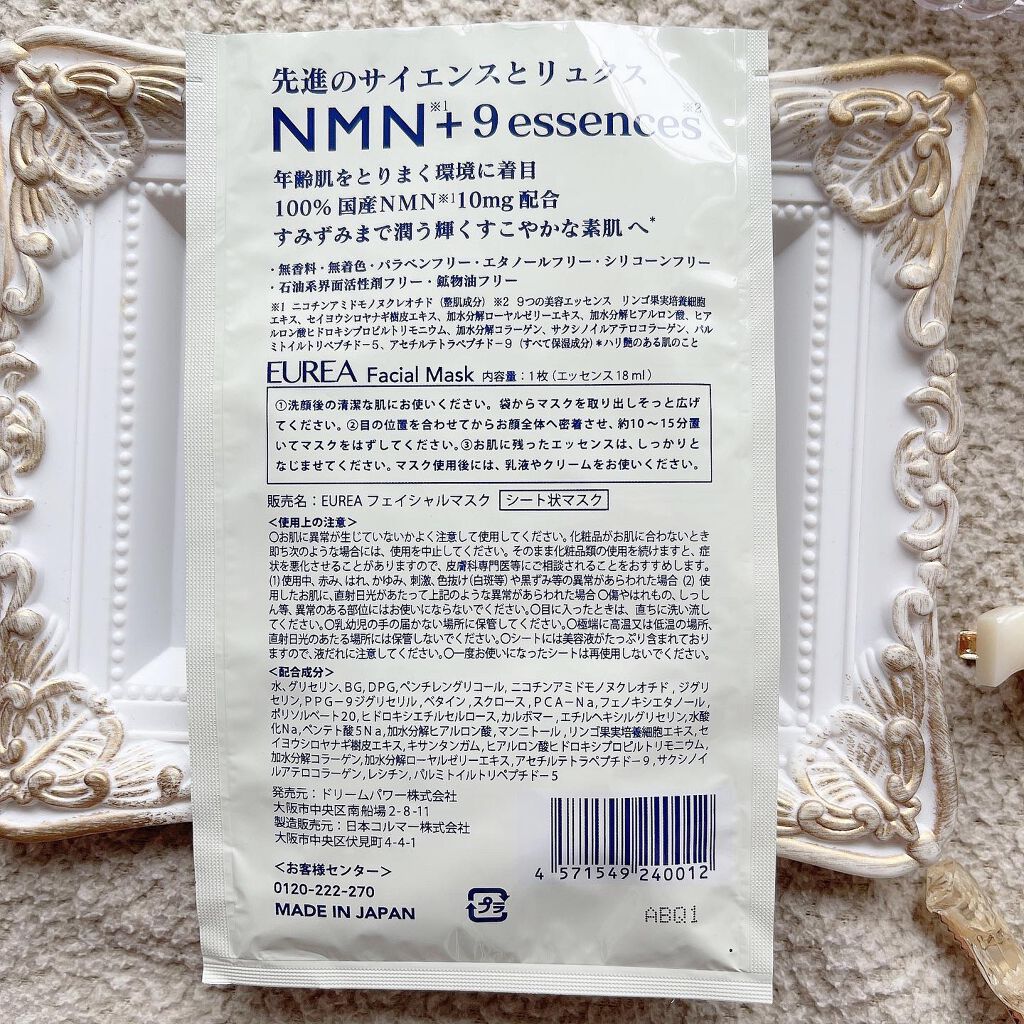 先進のサイエンスとリュクス
NMN※1+ 9 essences※2
年齢肌をとりまく環境に着目
100% 国産NMN※1 10mg 配合
すみずみまで潤う輝くすこやかな素肌へ*
・無香料・無着色・パラベンフリー・エタノールフリー・シリコーンフリー
・石油系界面活性剤フリー・鉱物油フリー
※1 ニコチンアミドモノヌクレオチド（整肌成分）※2 9つの美容エッセンス リンゴ果実培養細胞
エキス、セイヨウシロヤナギ樹皮エキス、加水分解ローヤルゼリーエキス、加水分解ヒアルロン酸、ヒア
ルロン酸ヒドロキシプロピルトリモニウム、加水分解コラーゲン、サクシノイルアテロコラーゲン、パル
ミトイルトリペプチド－5、アセチルテトラペプチド－9（すべて保湿成分）*ハリ艶のある肌のこと
EUREA Facial Mask 内容量：1枚（エッセンス18ml）
①洗顔後の清潔な肌にお使いください。袋からマスクを取り出しそっと広げ
てください。②目の位置を合わせてからお顔全体へ密着させ、約10〜15分置
いてマスクをはずしてください。③お肌に残ったエッセンスは、しっかりと
なじませてください。マスク使用後には、乳液やクリームをお使いください。
販売名：EUREA フェイシャルマスク シート状マスク
＜使用上の注意＞
〇お肌に異常が生じていないかよく注意して使用してください。化粧品がお肌に合わないとき
即ち次のような場合には、使用を中止してください。そのまま化粧品類の使用を続けますと、症
状を悪化させることがありますので、皮膚科専門医等にご相談されることをおすすめします。
(1)使用中、赤み、はれ、かゆみ、刺激、色抜け(白斑等)や黒ずみ等の異常があらわれた場合 (2) 使
用したお肌に、直射日光があたって上記のような異常があらわれた場合〇傷やはれもの、しっし
ん等、異常のある部位にはお使いにならないでください。〇目に入ったときは、直ちに洗い流し
てください。〇乳幼児の手の届かない場所に保管してください。〇極端に高温又は低温の場所、
直射日光のあたる場所には保管しないでください。〇シートには美容液がたっぷり含まれており
ますので、液だれに注意してください。〇一度お使いになったシートは再使用しないでください。
＜配合成分＞
水、グリセリン、BG、DPG、ペンチレングリコール、ニコチンアミドモノヌクレオチド、ジグリ
セリン、PPG－9ジグリセリル、ベタイン、スクロース、PCA－Na、フェノキシエタノール、
ポリソルベート20、ヒドロキシエチルセルロース、カルボマー、エチルヘキシルグリセリン、水酸
化Na、ペンテト酸5Na、加水分解ヒアルロン酸、マンニトール、リンゴ果実培養細胞エキス、セ
イヨウシロヤナギ樹皮エキス、キサンタンガム、ヒアルロン酸ヒドロキシプロピルトリモニウム、
加水分解コラーゲン、加水分解ローヤルゼリーエキス、アセチルテトラペプチド－9、サクシノイ
ルアテロコラーゲン、レシチン、パルミトイルトリペプチド－5
発売元：ドリームパワー株式会社
大阪市中央区南船場2-8-11
製造販売元：日本コルマー株式会社
大阪市中央区伏見町4-4-1
＜お客様センター＞
0120-222-270
MADE IN JAPAN
プラ
4 571549 240012
ABQ1